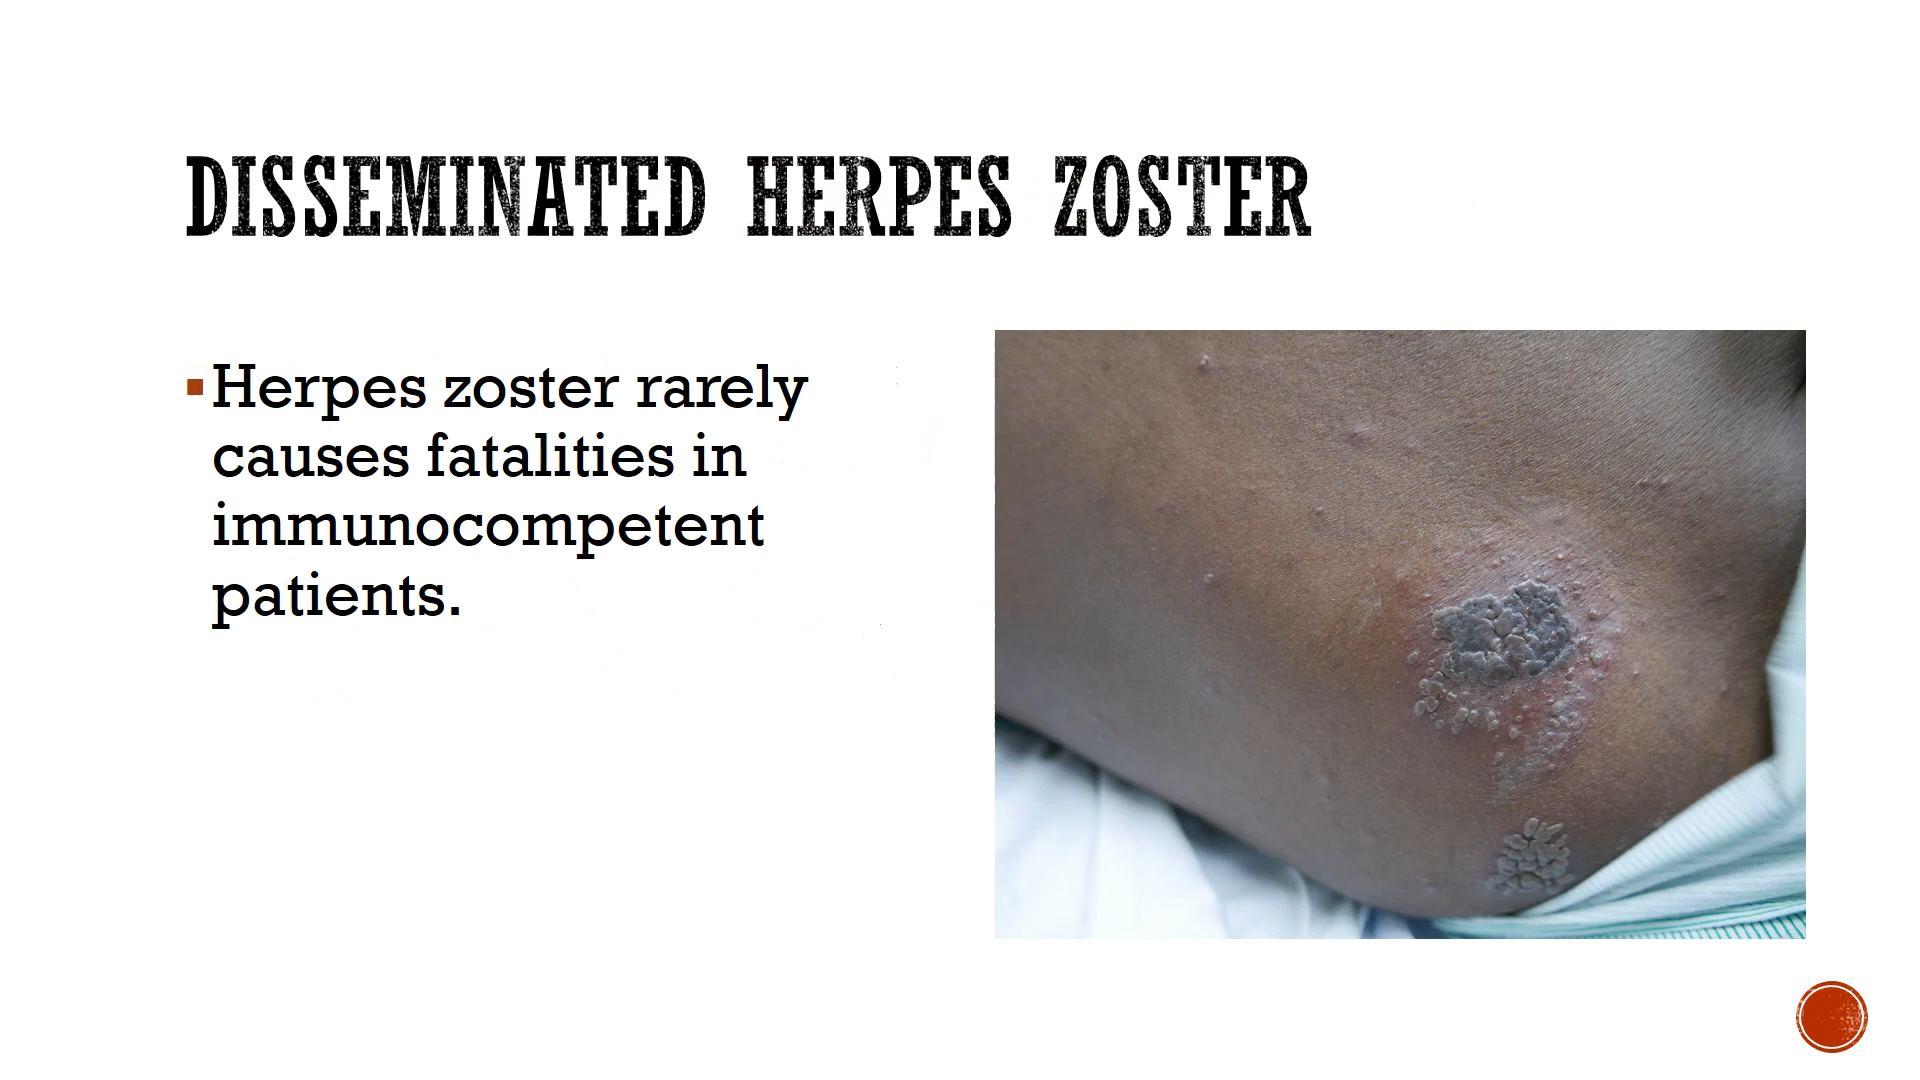 DISSEMINATED HERPES ZOSTER
▪Herpes zoster rarely
causes fatalities in
immunocompetent
patients.